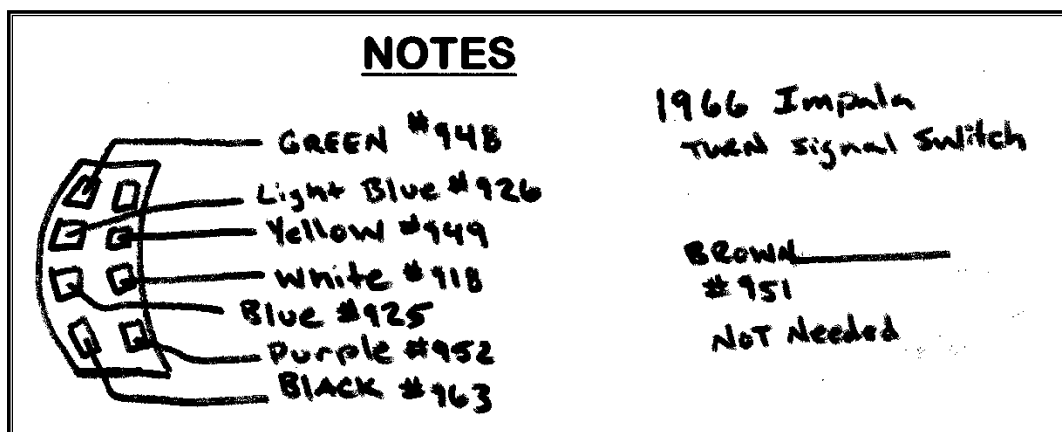 NOTES
GREEN #948
Light Blue #926
Yellow #949
White #918
Blue #925
Purple #952
BLACK #963
1966 Impala
TURN Signal Switch
BROWN
#951
NOT Needed